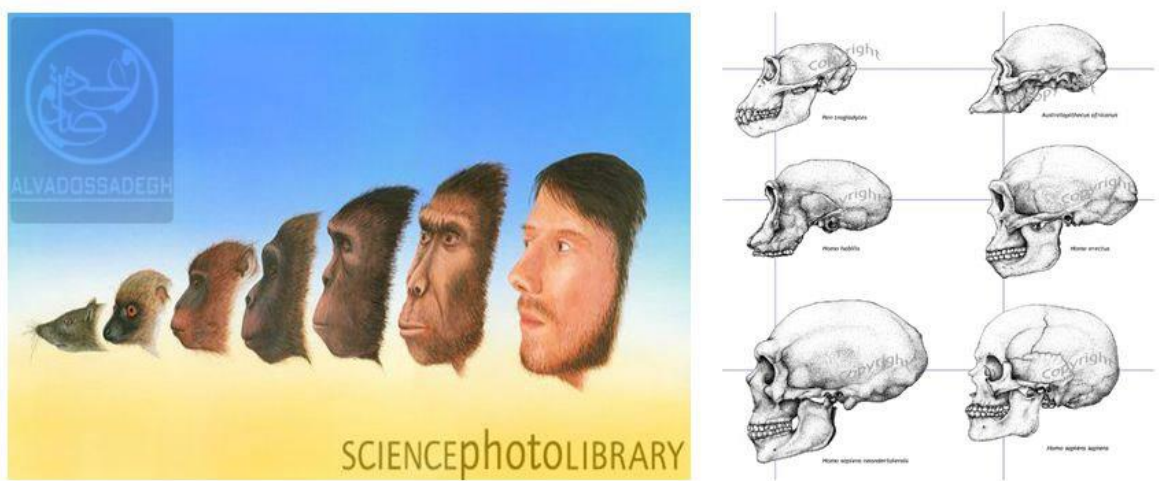 ALVADOSSADEGH
SCIENCEphotoLIBRARY
copyright
Pan troglodytes
copyright
Australopithecus africanus
copyright
Homo habilis
copyright
Homo erectus
copyright
Homo sapiens neandertalensis
copyright
Homo sapiens sapiens